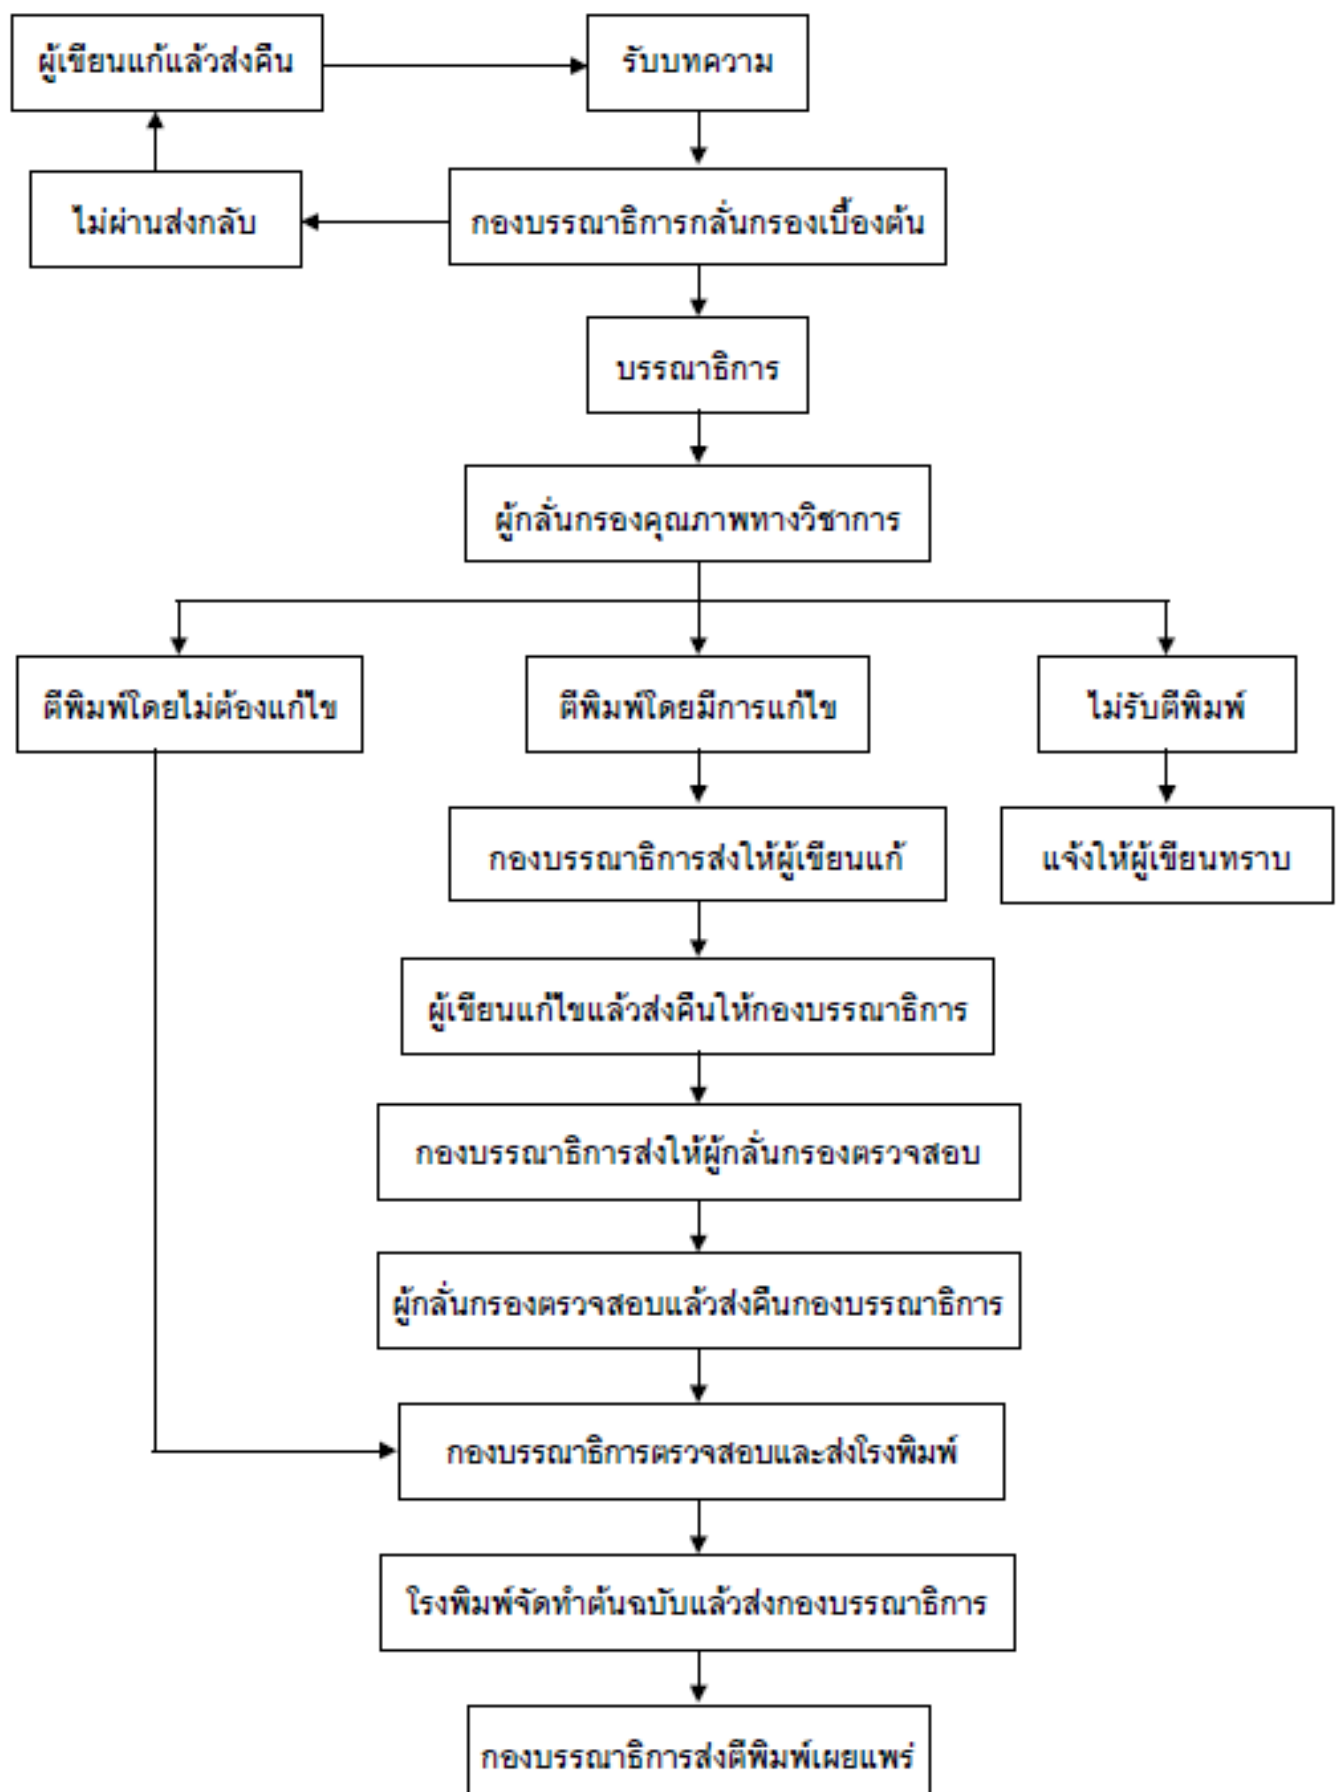 ผู้เขียนแก้แล้วส่งคืน
รับบทความ
ไม่ผ่านส่งกลับ
กองบรรณาธิการกลั่นกรองเบื้องต้น
บรรณาธิการ
ผู้กลั่นกรองคุณภาพทางวิชาการ
ตีพิมพ์โดยไม่ต้องแก้ไข
ตีพิมพ์โดยมีการแก้ไข
ไม่รับตีพิมพ์
กองบรรณาธิการส่งให้ผู้เขียนแก้
แจ้งให้ผู้เขียนทราบ
ผู้เขียนแก้ไขแล้วส่งคืนให้กองบรรณาธิการ
กองบรรณาธิการส่งให้ผู้กลั่นกรองตรวจสอบ
ผู้กลั่นกรองตรวจสอบแล้วส่งคืนกองบรรณาธิการ
กองบรรณาธิการตรวจสอบและส่งโรงพิมพ์
โรงพิมพ์จัดทำต้นฉบับแล้วส่งกองบรรณาธิการ
กองบรรณาธิการส่งตีพิมพ์เผยแพร่